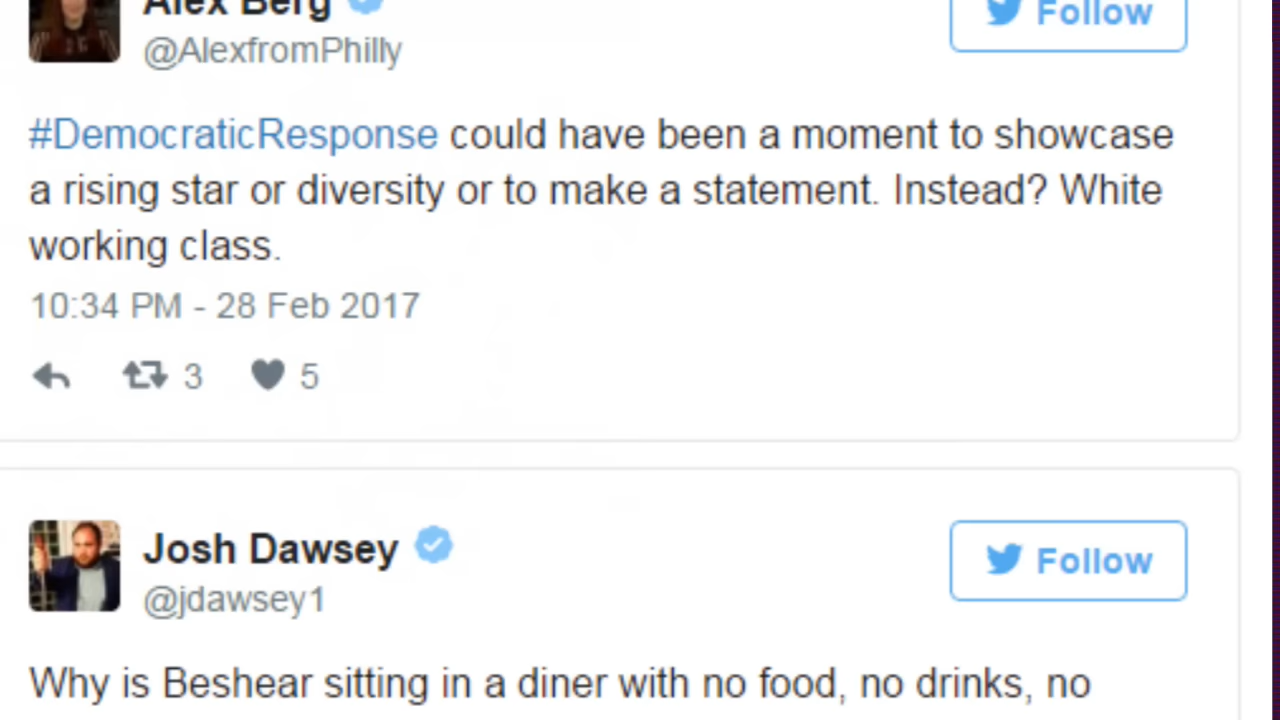 Alex Berg
Follow
@AlexfromPhilly
#DemocraticResponse could have been a moment to showcase
a rising star or diversity or to make a statement. Instead? White
working class.
10:34 PM - 28 Feb 2017
3 5
Josh Dawsey
Follow
@jdawsey1
Why is Beshear sitting in a diner with no food, no drinks, no